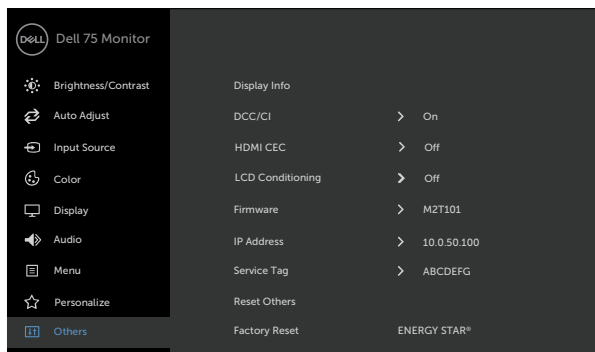 DELL Dell 75 Monitor
Brightness/Contrast
Auto Adjust
Input Source
Color
Display
Audio
Menu
Personalize
Others
Display Info
DCC/CI > On
HDMI CEC > Off
LCD Conditioning > Off
Firmware > M2T101
IP Address > 10.0.50.100
Service Tag > ABCDEFG
Reset Others
Factory Reset ENERGY STAR®